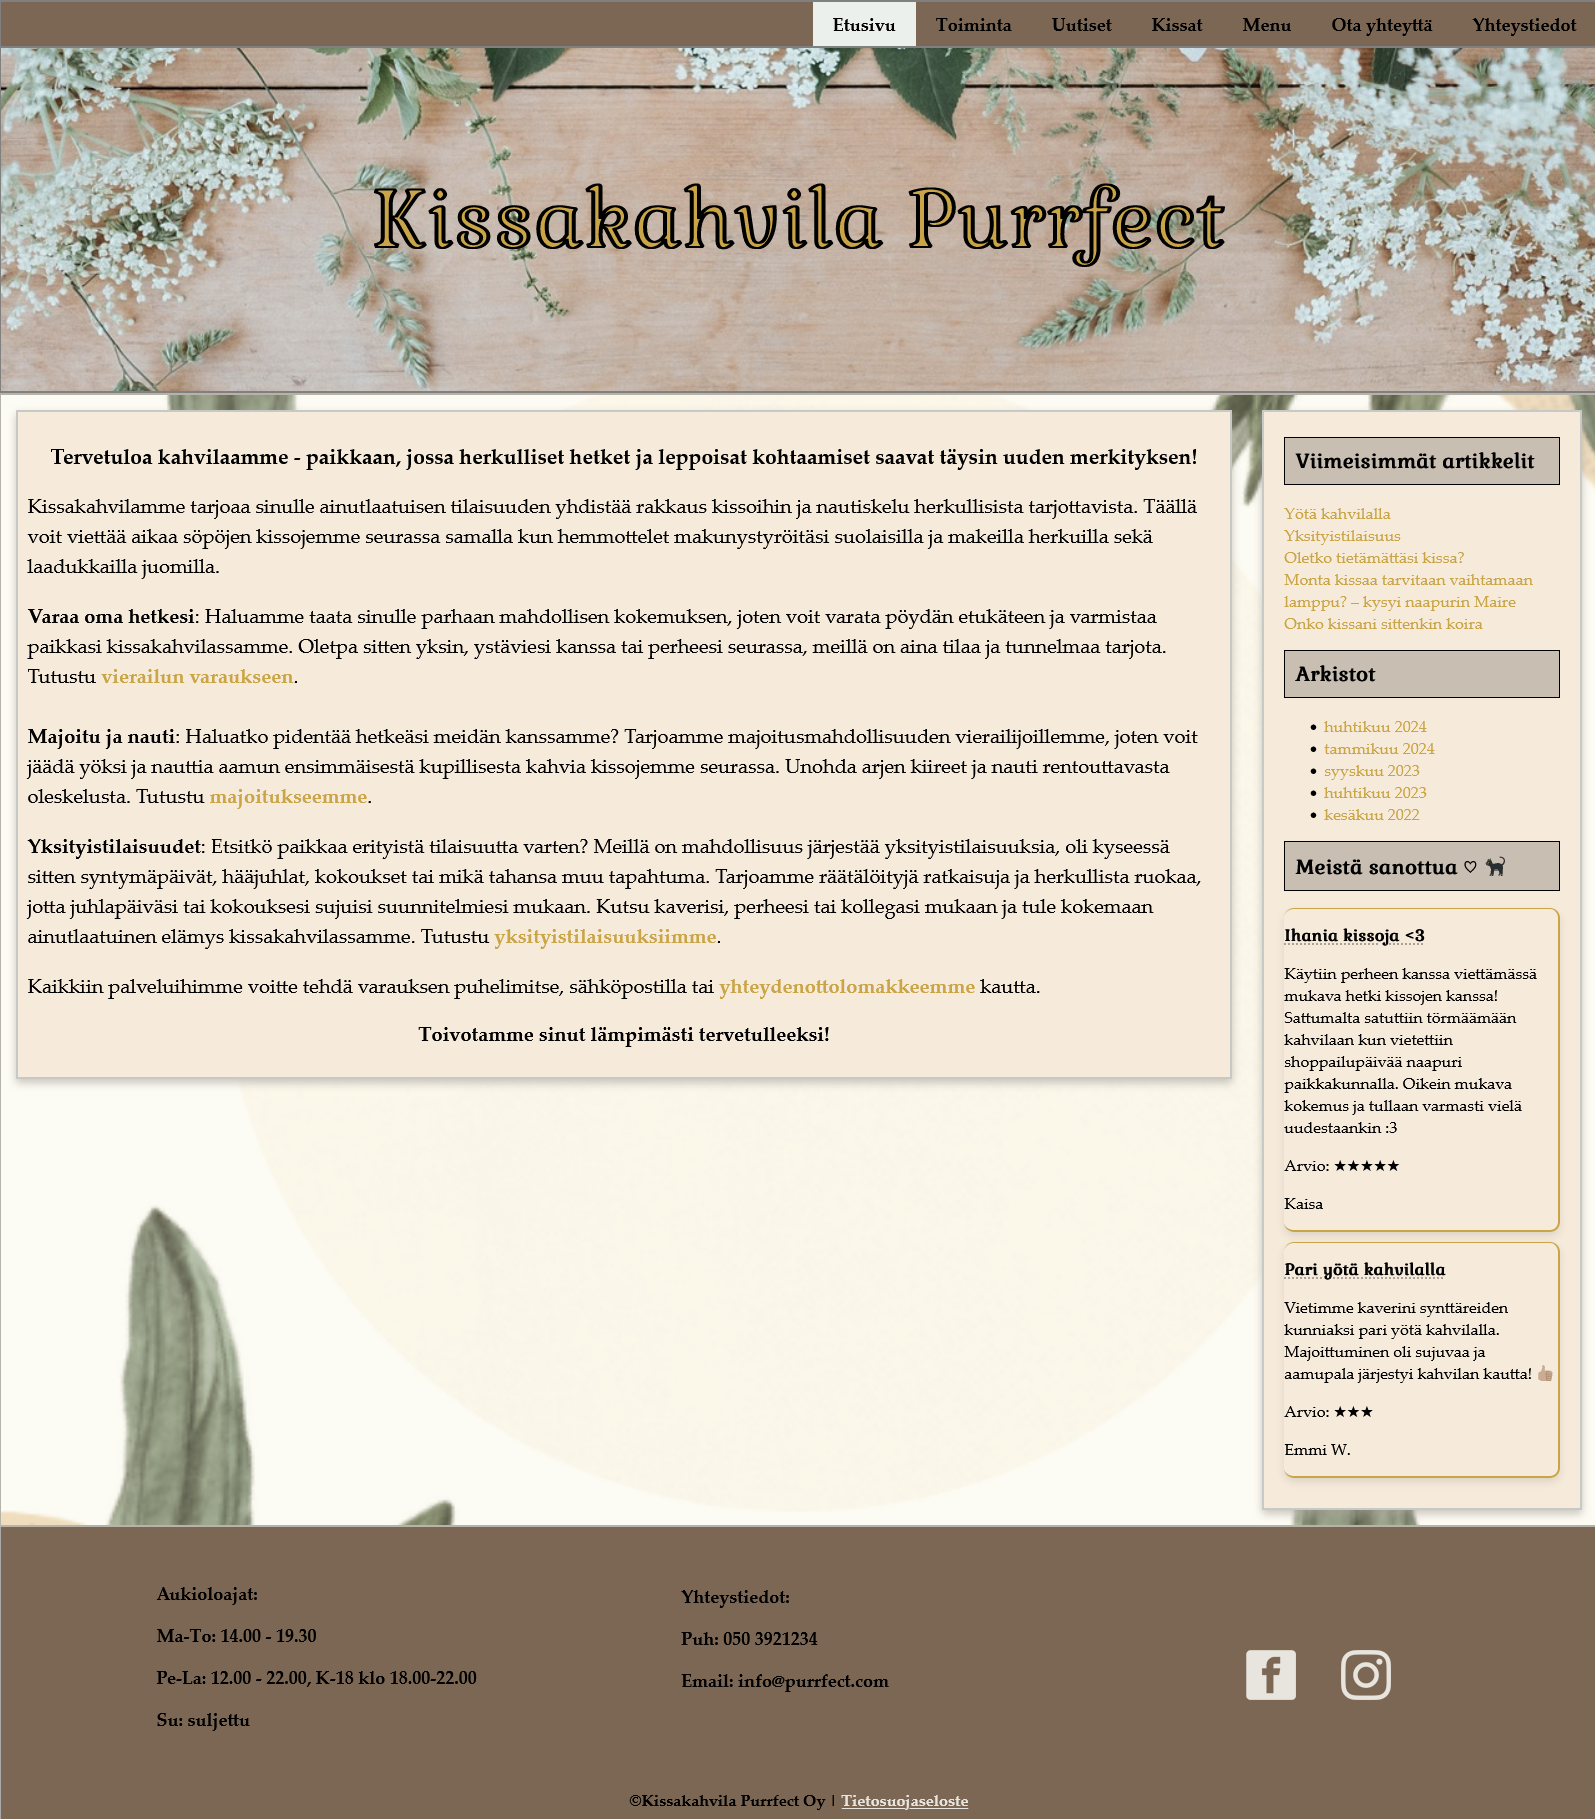 Etusivu Toiminta Uutiset Kissat Menu Ota yhteyttä Yhteystiedot
Kissakahvila Purrfect
Tervetuloa kahvilaamme - paikkaan, jossa herkulliset hetket ja leppoisat kohtaamiset saavat täysin uuden merkityksen!
Kissakahvilamme tarjoaa sinulle ainutlaatuisen tilaisuuden yhdistää rakkaus kissoihin ja nautiskelu herkullisista tarjottavista. Täällä
voit viettää aikaa söpöjen kissojemme seurassa samalla kun hemmottelet makunystyröitäsi suolaisilla ja makeilla herkuilla sekä
laadukkailla juomilla.
Varaa oma hetkesi: Haluamme taata sinulle parhaan mahdollisen kokemuksen, joten voit varata pöydän etukäteen ja varmistaa
paikkasi kissakahvilassamme. Oletpa sitten yksin, ystäviesi kanssa tai perheesi seurassa, meillä on aina tilaa ja tunnelmaa tarjota.
Tutustu vierailun varaukseen.
Majoitu ja nauti: Haluatko pidentää hetkeäsi meidän kanssamme? Tarjoamme majoitusmahdollisuuden vierailijoillemme, joten voit
jäädä yöksi ja nauttia aamun ensimmäisestä kupillisesta kahvia kissojemme seurassa. Unohda arjen kiireet ja nauti rentouttavasta
oleskelusta. Tutustu majoitukseemme.
Yksityistilaisuudet: Etsitkö paikkaa erityistä tilaisuutta varten? Meillä on mahdollisuus järjestää yksityistilaisuuksia, oli kyseessä
sitten syntymäpäivät, hääjuhlat, kokoukset tai mikä tahansa muu tapahtuma. Tarjoamme räätälöityjä ratkaisuja ja herkullista ruokaa,
jotta juhlapäiväsi tai kokouksesi sujuisi suunnitelmiesi mukaan. Kutsu kaverisi, perheesi tai kollegasi mukaan ja tule kokemaan
ainutlaatuinen elämys kissakahvilassamme. Tutustu yksityistilaisuuksiimme.
Kaikkiin palveluihimme voitte tehdä varauksen puhelimitse, sähköpostilla tai yhteydenottolomakkeemme kautta.
Toivotamme sinut lämpimästi tervetulleeksi!
Viimeisimmät artikkelit
Yötä kahvilalla
Yksityistilaisuus
Oletko tietämättäsi kissa?
Monta kissaa tarvitaan vaihtamaan
lamppu? – kysyi naapurin Maire
Onko kissani sittenkin koira
Arkistot
• huhtikuu 2024
• tammikuu 2024
• syyskuu 2023
• huhtikuu 2023
• kesäkuu 2022
Meistä sanottua ♡ 🐈‍⬛
Ihania kissoja <3
Käytiin perheen kanssa viettämässä
mukava hetki kissojen kanssa!
Sattumalta satuttiin törmäämään
kahvilaan kun vietettiin
shoppailupäivää naapuri
paikkakunnalla. Oikein mukava
kokemus ja tullaan varmasti vielä
uudestaankin :3
Arvio: ★★★★★
Kaisa
Pari yötä kahvilalla
Vietimme kaverini synttäreiden
kunniaksi pari yötä kahvilalla.
Majoittuminen oli sujuvaa ja
aamupala järjestyi kahvilan kautta! 👍🏼
Arvio: ★★★
Emmi W.
Aukioloajat:
Ma-To: 14.00 - 19.30
Pe-La: 12.00 - 22.00, K-18 klo 18.00-22.00
Su: suljettu
Yhteystiedot:
Puh: 050 3921234
Email: info@purrfect.com
©Kissakahvila Purrfect Oy | Tietosuojaseloste